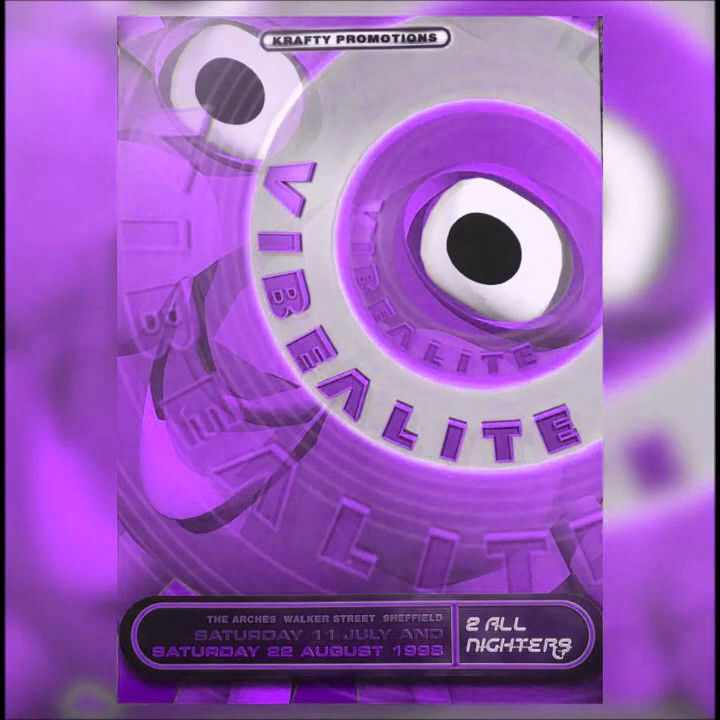 KRAFTY PROMOTIONS
VIBEALITE
VIBEALITE
VIBEALITE
THE ARCHES WALKER STREET SHEFFIELD
SATURDAY 11 JULY AND
SATURDAY 22 AUGUST 1998
2 ALL
NIGHTERS